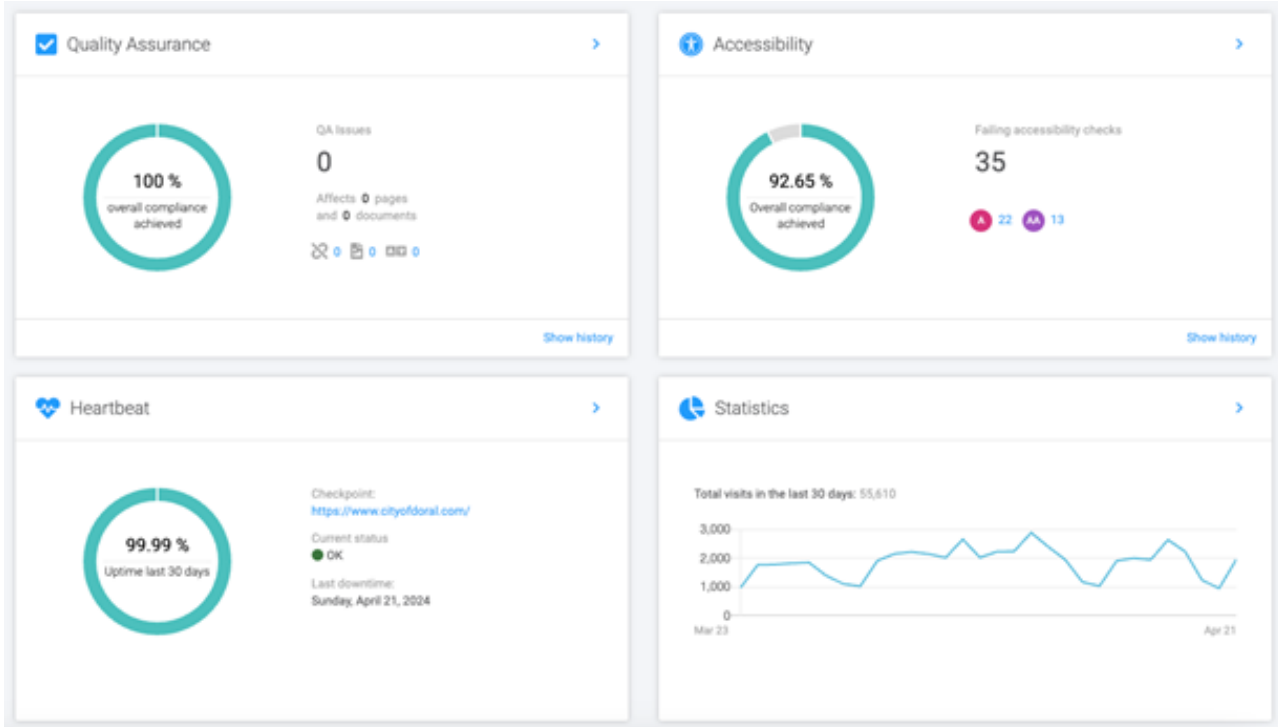 Quality Assurance
100 %
overall compliance
achieved
QA Issues
0
Affects 0 pages
and 0 documents
0 0 0
Show history
Accessibility
92.65 %
Overall compliance
achieved
Failing accessibility checks
35
A 22 AA 13
Show history
Heartbeat
99.99 %
Uptime last 30 days
Checkpoint:
https://www.cityofdoral.com/
Current status
OK
Last downtime:
Sunday, April 21, 2024
Statistics
Total visits in the last 30 days: 55,610
3,000
2,000
1,000
0
Mar 23 Apr 21